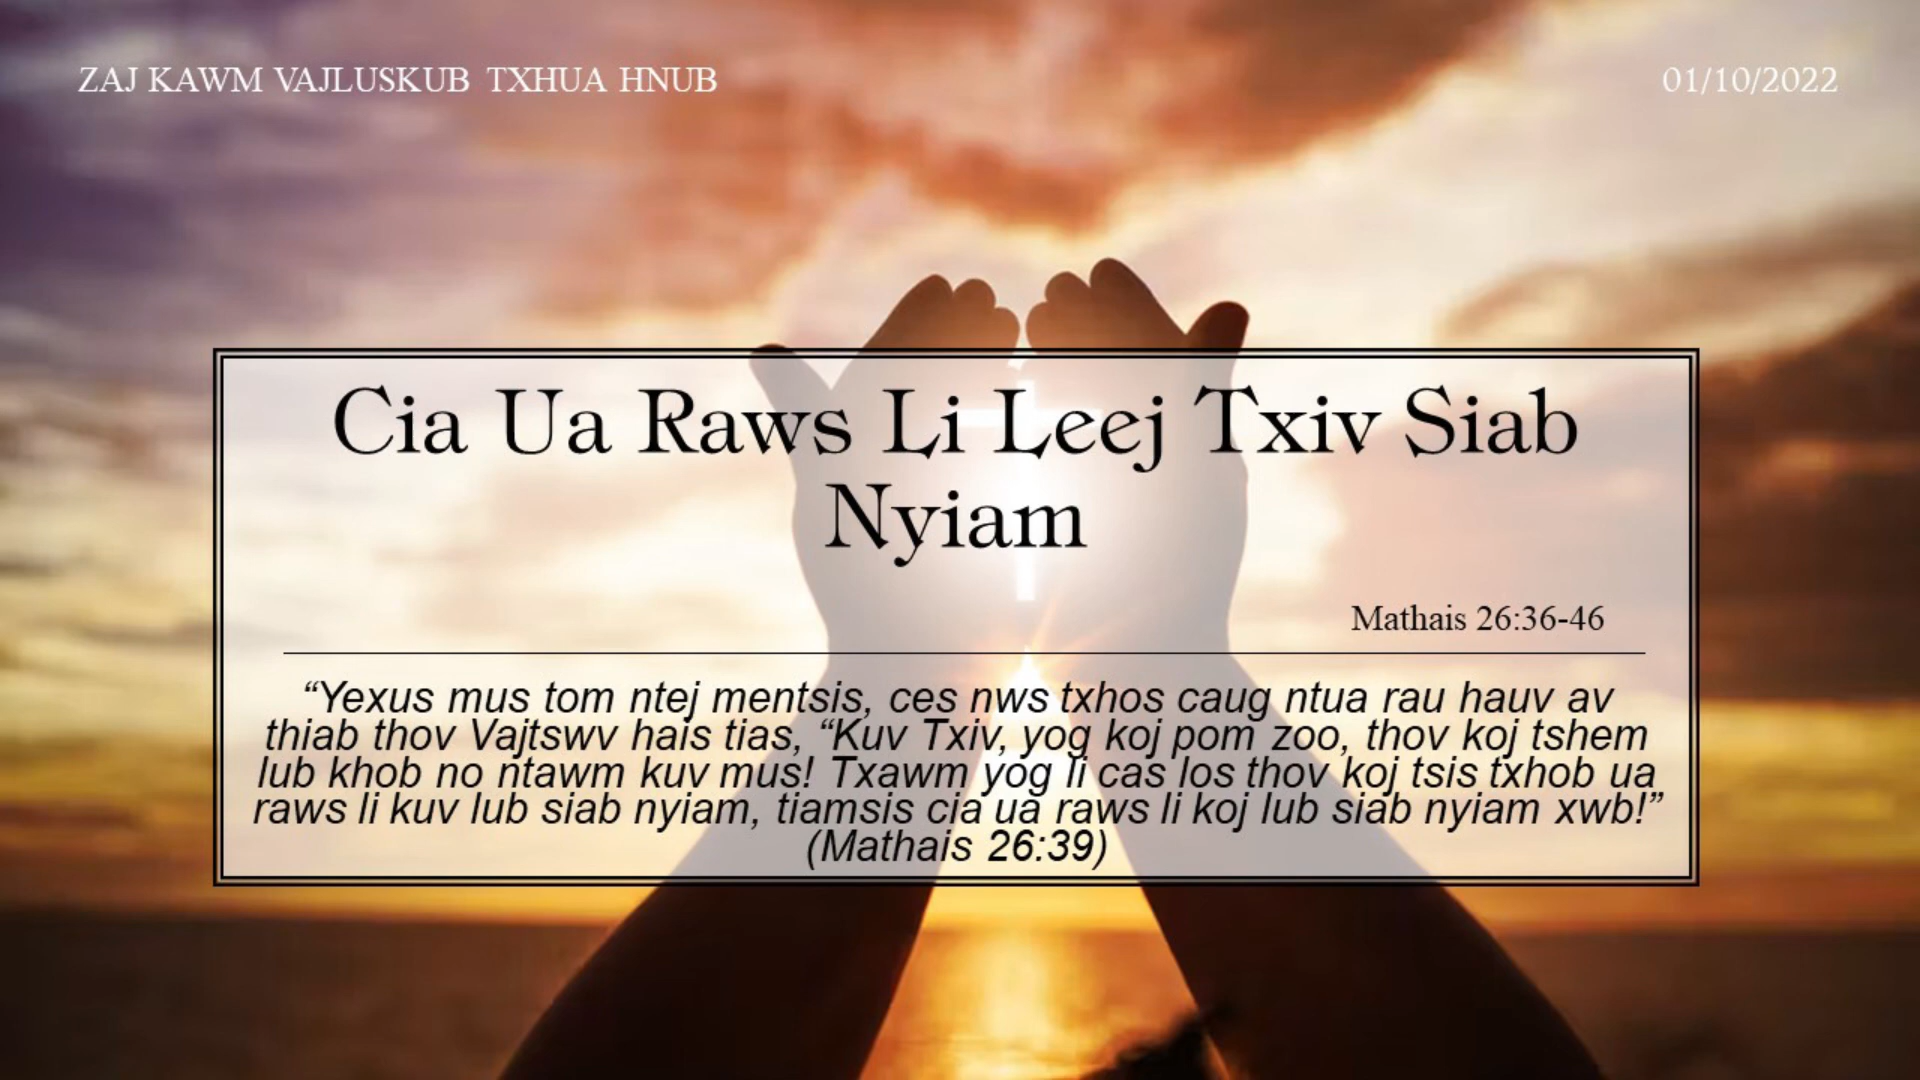 ZAJ KAWM VAJLUSKUB TXHUA HNUB
01/10/2022
Cia Ua Raws Li Leej Txiv Siab
Nyiam
Mathais 26:36-46
“Yexus mus tom ntej mentsis, ces nws txhos caug ntua rau hauv av
thiab thov Vajtswv hais tias, “Kuv Txiv, yog koj pom zoo, thov koj tshem
lub khob no ntawm kuv mus! Txawm yog li cas los thov koj tsis txhob ua
raws li kuv lub siab nyiam, tiamsis cia ua raws li koj lub siab nyiam xwb!”
(Mathais 26:39)